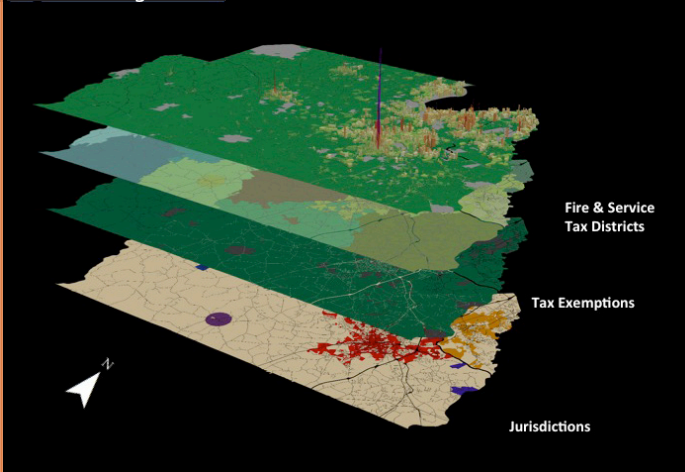 Fire & Service
Tax Districts
Tax Exemptions
N
Jurisdictions